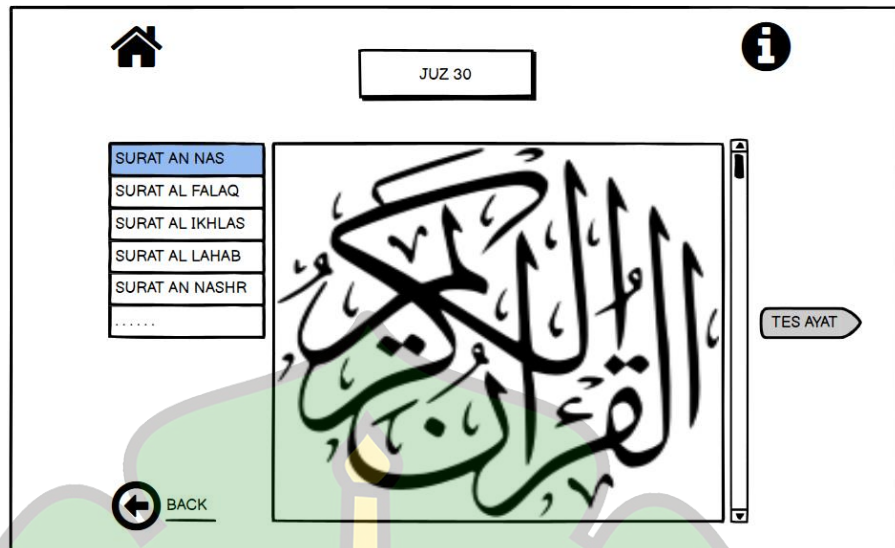 JUZ 30
SURAT AN NAS
SURAT AL FALAQ
SURAT AL IKHLAS
SURAT AL LAHAB
SURAT AN NASHR
. . . . . .
القرآن الكريم
TES AYAT
BACK